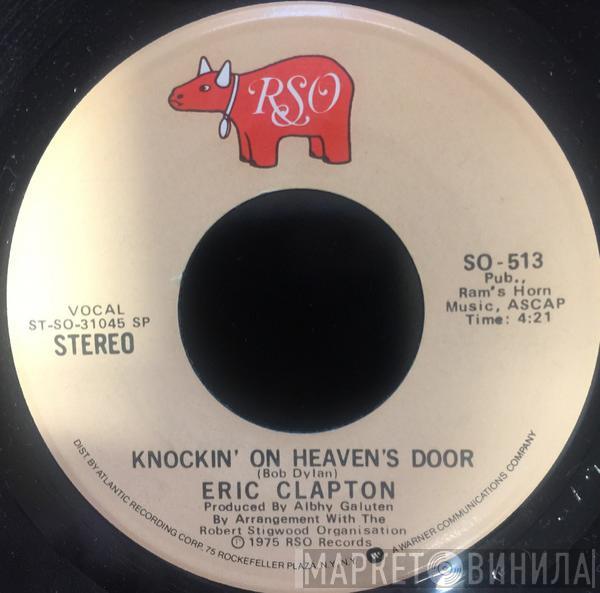 RSO
SO-513
Pub.,
Ram's Horn
Music, ASCAP
Time: 4:21
VOCAL
ST-SO-31045 SP
STEREO
KNOCKIN' ON HEAVEN'S DOOR
(Bob Dylan)
ERIC CLAPTON
Produced By Albhy Galuten
By Arrangement With The
Robert Stigwood Organisation
Ⓟ 1975 RSO Records
DIST. BY ATLANTIC RECORDING CORP. 75 ROCKEFELLER PLAZA, N.Y., N.Y. W A WARNER COMMUNICATIONS COMPANY
МАРКЕТ ВИНИЛА